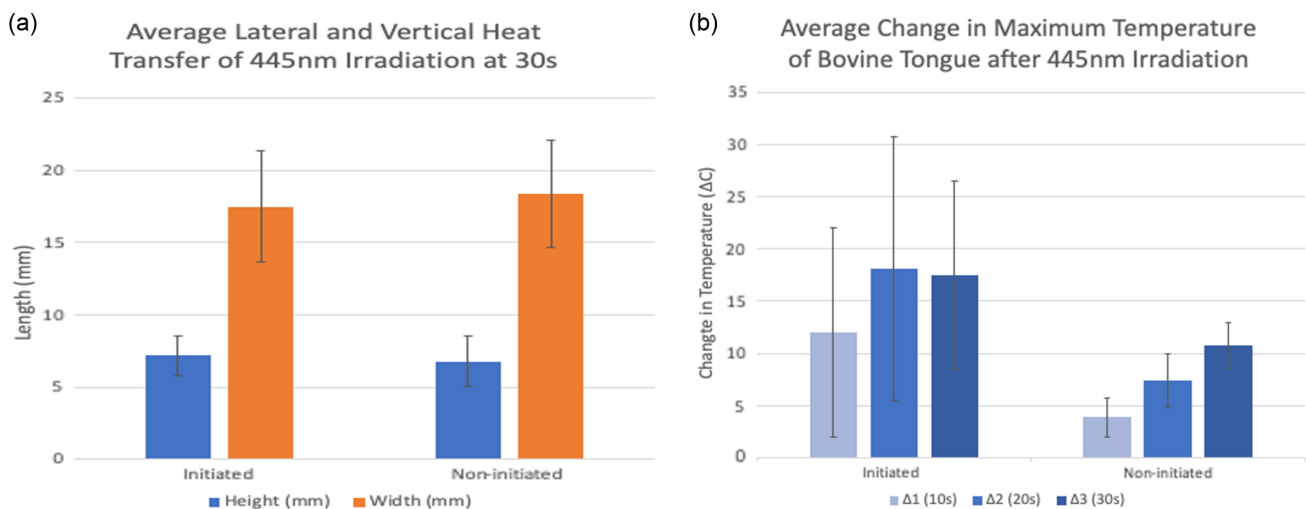 (a)
Average Lateral and Vertical Heat
Transfer of 445nm Irradiation at 30s
25
20
15
10
5
0
Length (mm)
Initiated
Non-initiated
Height (mm)
Width (mm)
(b)
Average Change in Maximum Temperature
of Bovine Tongue after 445nm Irradiation
35
30
25
20
15
10
5
0
Changte in Temperature (ΔC)
Initiated
Non-initiated
Δ1 (10s)
Δ2 (20s)
Δ3 (30s)